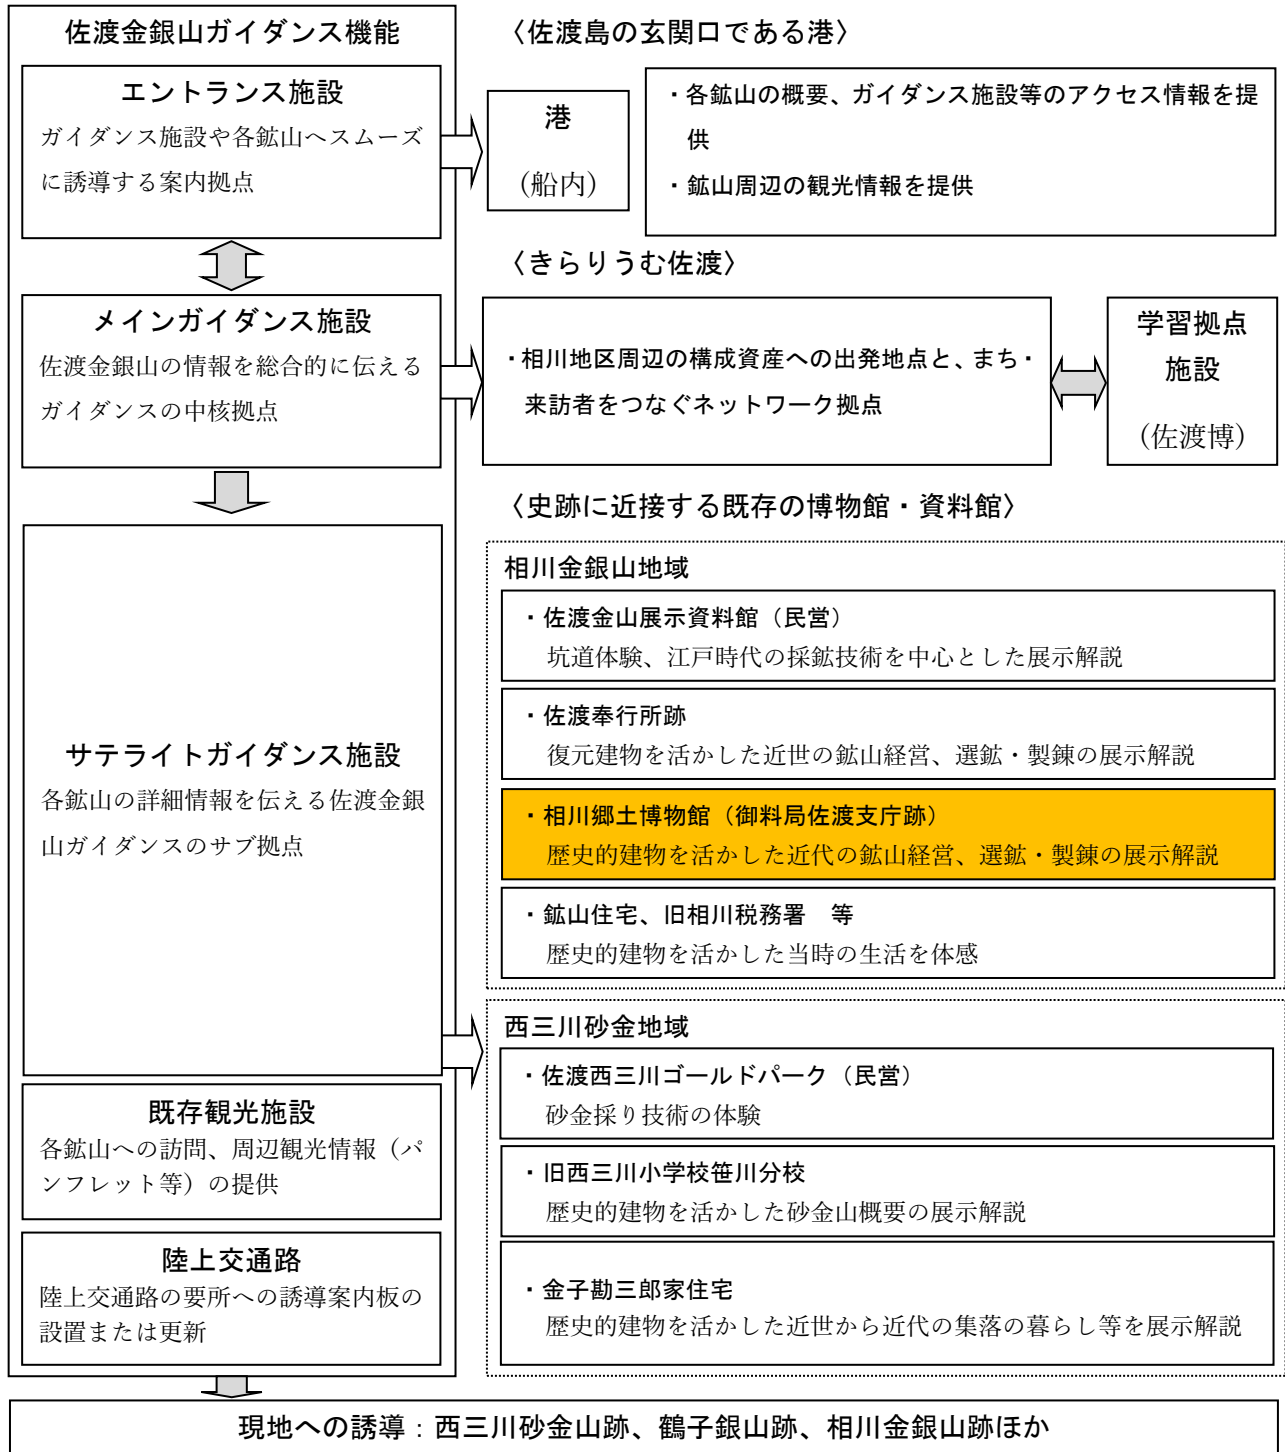 佐渡金銀山ガイダンス機能
エントランス施設
ガイダンス施設や各鉱山へスムーズ
に誘導する案内拠点
〈佐渡島の玄関口である港〉
港
（船内）
・各鉱山の概要、ガイダンス施設等のアクセス情報を提
供
・鉱山周辺の観光情報を提供
メインガイダンス施設
佐渡金銀山の情報を総合的に伝える
ガイダンスの中核拠点
〈きらりうむ佐渡〉
・相川地区周辺の構成資産への出発地点と、まち・
来訪者をつなぐネットワーク拠点
学習拠点
施設
（佐渡博）
サテライトガイダンス施設
各鉱山の詳細情報を伝える佐渡金銀
山ガイダンスのサブ拠点
〈史跡に近接する既存の博物館・資料館〉
相川金銀山地域
・佐渡金山展示資料館（民営）
坑道体験、江戸時代の採鉱技術を中心とした展示解説
・佐渡奉行所跡
復元建物を活かした近世の鉱山経営、選鉱・製錬の展示解説
・相川郷土博物館（御料局佐渡支庁跡）
歴史的建物を活かした近代の鉱山経営、選鉱・製錬の展示解説
・鉱山住宅、旧相川税務署　等
歴史的建物を活かした当時の生活を体感
西三川砂金地域
・佐渡西三川ゴールドパーク（民営）
砂金採り技術の体験
・旧西三川小学校笹川分校
歴史的建物を活かした砂金山概要の展示解説
・金子勘三郎家住宅
歴史的建物を活かした近世から近代の集落の暮らし等を展示解説
既存観光施設
各鉱山への訪問、周辺観光情報（パ
ンフレット等）の提供
陸上交通路
陸上交通路の要所への誘導案内板の
設置または更新
現地への誘導：西三川砂金山跡、鶴子銀山跡、相川金銀山跡ほか